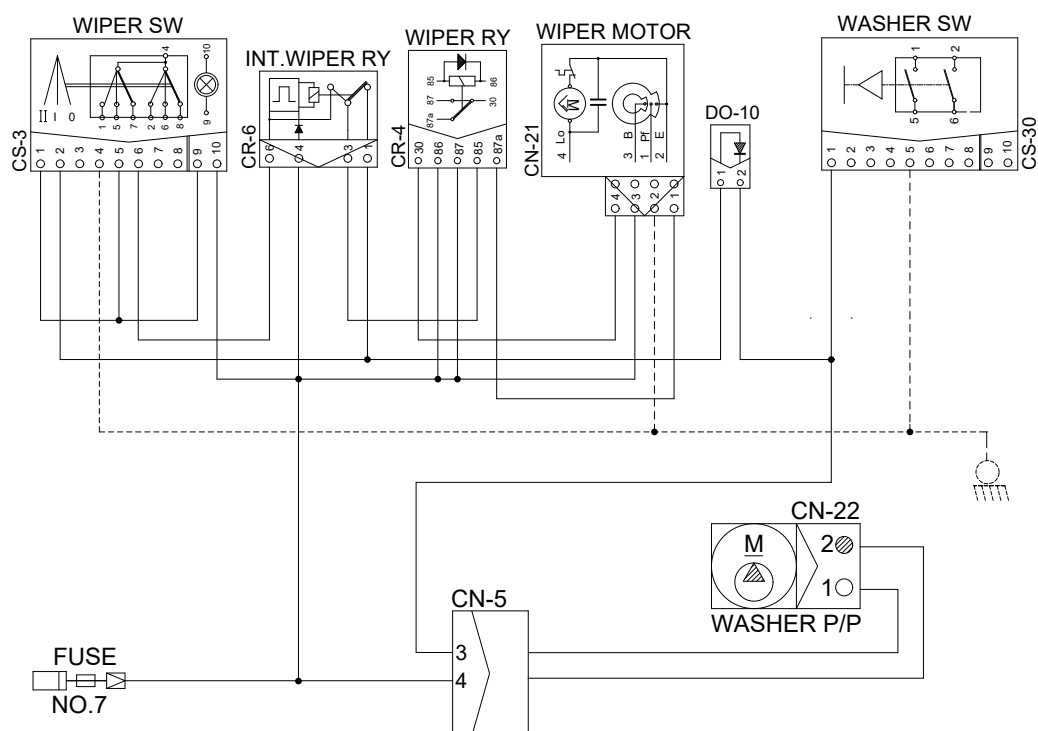 WIPER SW
INT.WIPER RY
WIPER RY
WIPER MOTOR
DO-10
WASHER SW
4
10
II I 0
1 5 7 2 6 8
9
CS-3
1 2 3 4 5 6 7 8 9 10
CR-6
6 4 3 1
85 86
87 30
87a
CR-4
30 86 87 85 87a
M
4 Lo
3 B
1 Pf
2 E
CN-21
4 3 2 1
1 2
1 2
5 6
1 2 3 4 5 6 7 8 9 10
CS-30
CN-22
M
2
1
WASHER P/P
CN-5
3
4
FUSE
NO.7